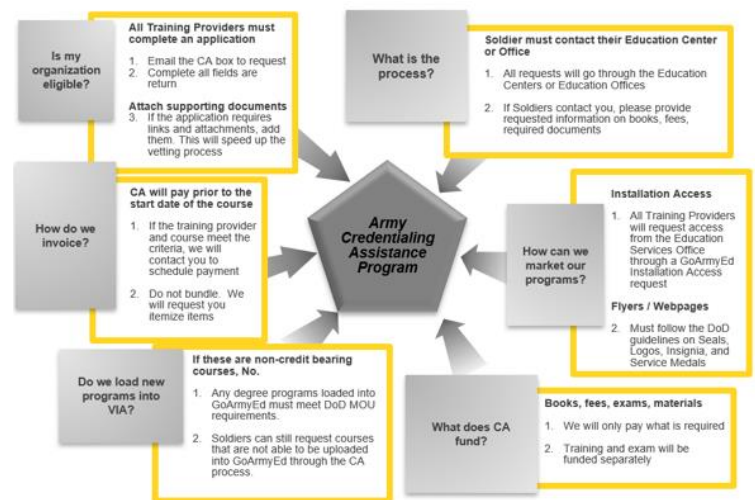 Is my
organization
eligible?
All Training Providers must
complete an application
1. Email the CA box to request
2. Complete all fields are
return
Attach supporting documents
3. If the application requires
links and attachments, add
them. This will speed up the
vetting process
What is the
process?
Soldier must contact their Education Center
or Office
1. All requests will go through the Education
Centers or Education Offices
2. If Soldiers contact you, please provide
requested information on books, fees,
required documents
How do we
invoice?
CA will pay prior to the
start date of the course
1. If the training provider
and course meet the
criteria, we will
contact you to
schedule payment
2. Do not bundle. We
will request you
itemize items
Army
Credentialing
Assistance
Program
How can we
market our
programs?
Installation Access
1. All Training Providers
will request access
from the Education
Services Office
through a GoArmyEd
Installation Access
request
Flyers / Webpages
2. Must follow the DoD
guidelines on Seals,
Logos, Insignia, and
Service Medals
Do we load new
programs into
VIA?
If these are non-credit bearing
courses, No.
1. Any degree programs loaded into
GoArmyEd must meet DoD MOU
requirements.
2. Soldiers can still request courses
that are not able to be uploaded
into GoArmyEd through the CA
process.
What does CA
fund?
Books, fees, exams, materials
1. We will only pay what is required
2. Training and exam will be
funded separately